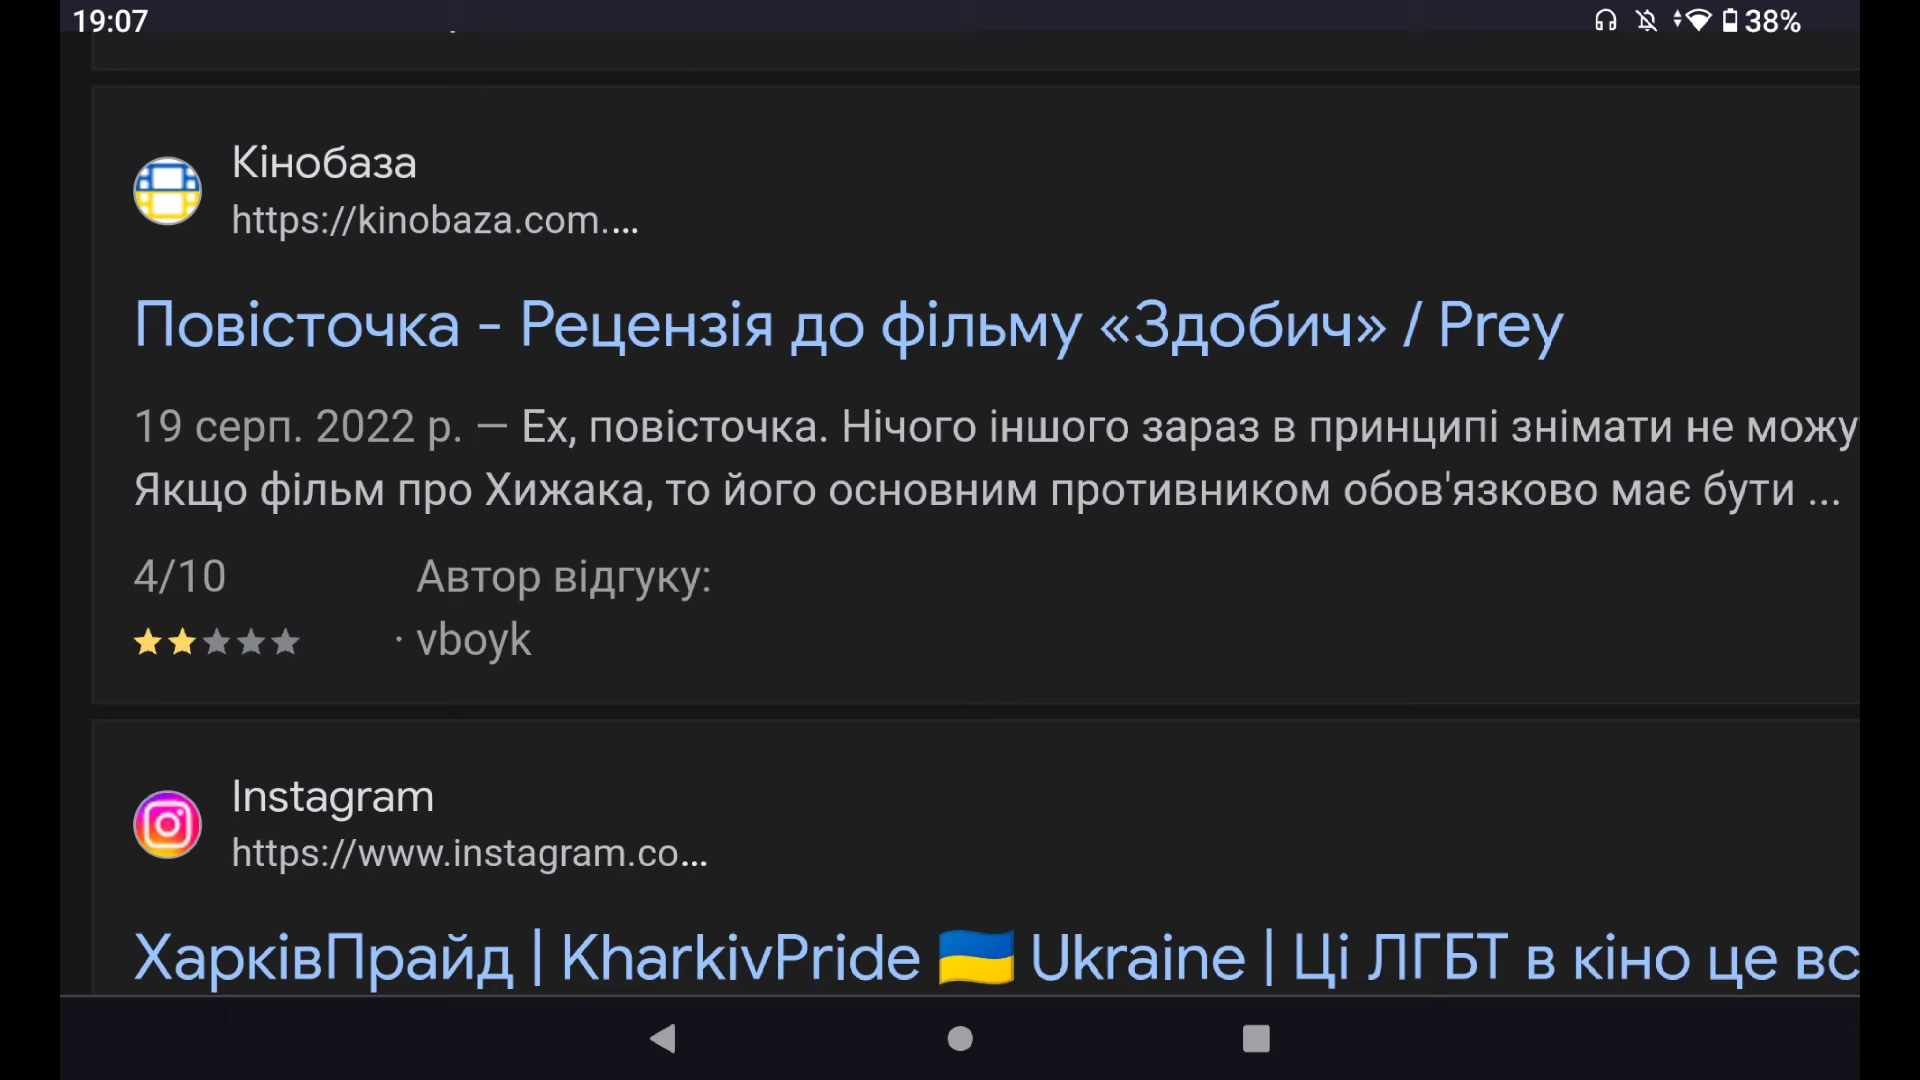 19:07
38%
Кінобаза
https://kinobaza.com....
Повісточка - Рецензія до фільму «Здобич» / Prey
19 серп. 2022 р. — Ех, повісточка. Нічого іншого зараз в принципі знімати не можу
Якщо фільм про Хижака, то його основним противником обов'язково має бути ...
4/10
Автор відгуку:
· vboyk
Instagram
https://www.instagram.co...
ХарківПрайд | KharkivPride 🇺🇦 Ukraine | Ці ЛГБТ в кіно це вс